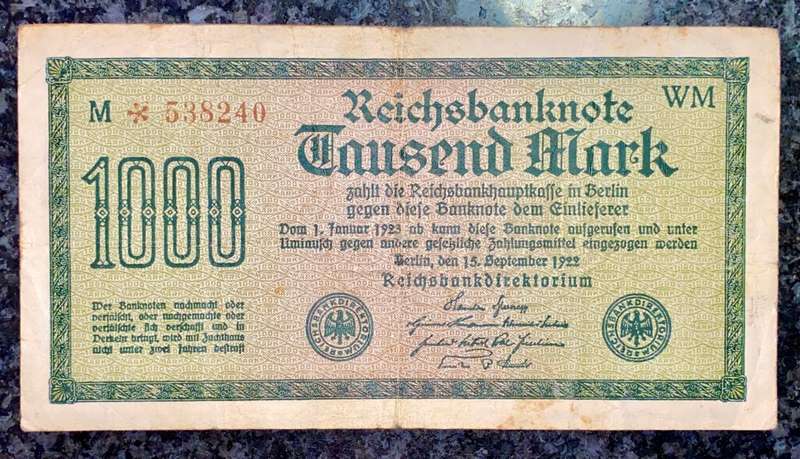 M * 538240
WM
Reichsbanknote
Tausend Mark
1000
zahlt die Reichsbankhauptkasse in Berlin
gegen diese Banknote dem Einlieferer
Vom 1. Januar 1923 ab kann diese Banknote aufgerufen und unter
Umtausch gegen andere gesetzliche Zahlungsmittel eingezogen werden
Berlin, den 15. September 1922
Reichsbankdirektorium
Wer Banknoten nachmacht oder
verfälscht, oder nachgemachte oder
verfälschte sich verschafft und in
Verkehr bringt, wird mit Zuchthaus
nicht unter zwei Jahren bestraft
REICHSBANKDIREKTORIUM
REICHSBANKDIREKTORIUM